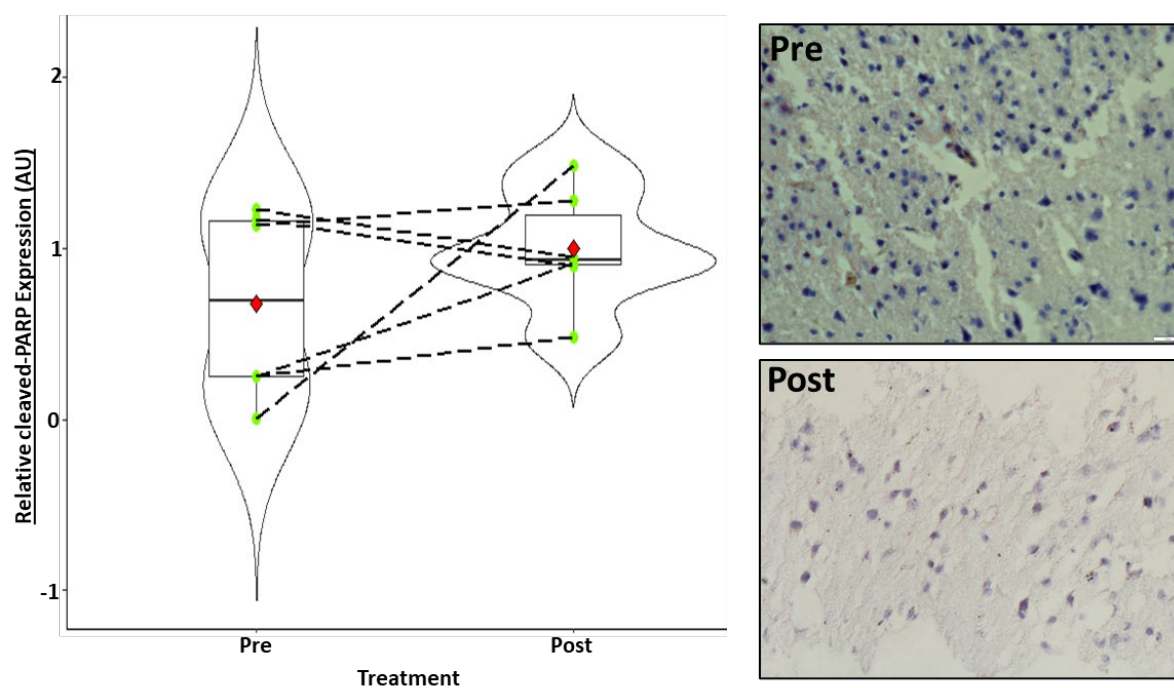 Relative cleaved-PARP Expression (AU)
2
1
0
-1
Pre
Post
Treatment
Pre
Post